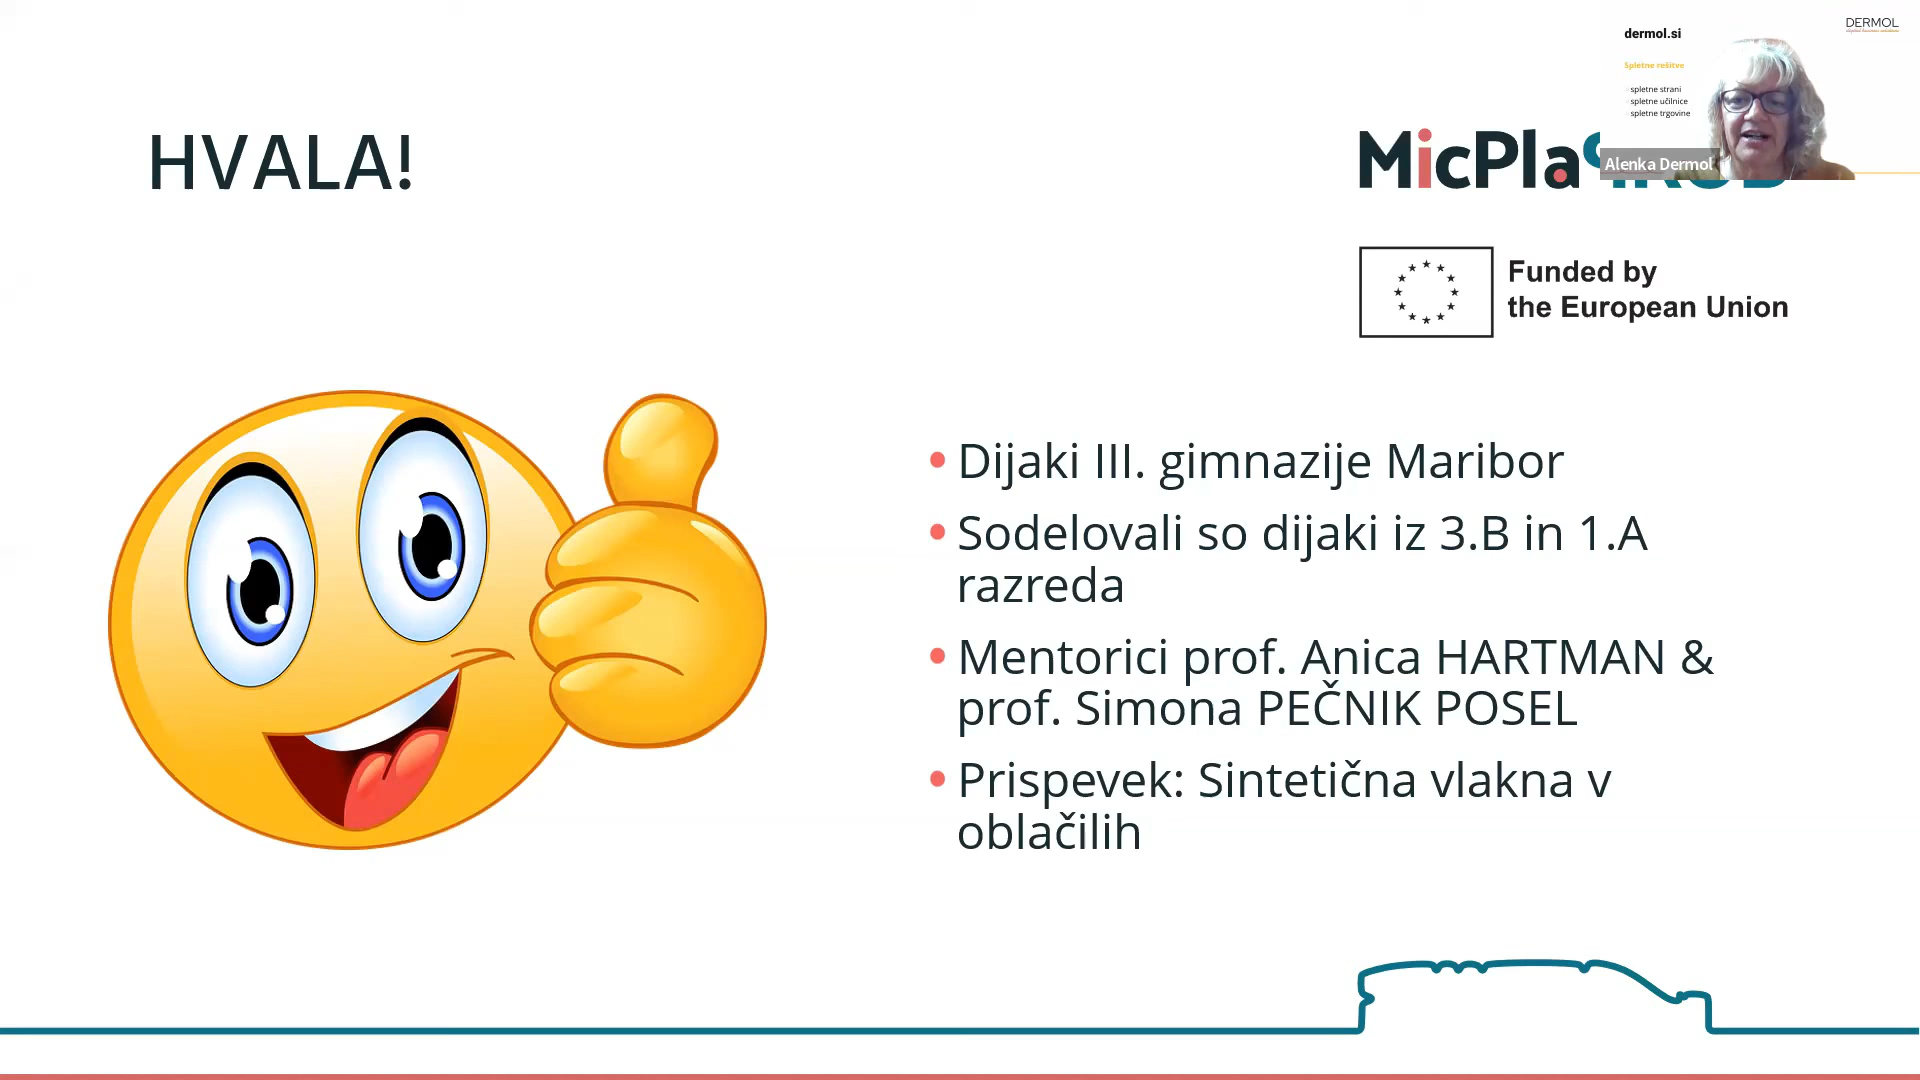 dermol.si
DERMOL
Spletne rešitve
spletne strani
spletne učilnice
spletne trgovine
Alenka Dermol
HVALA!
MicPla
Funded by
the European Union
• Dijaki III. gimnazije Maribor
• Sodelovali so dijaki iz 3.B in 1.A
razreda
• Mentorici prof. Anica HARTMAN &
prof. Simona PEČNIK POSEL
• Prispevek: Sintetična vlakna v
oblačilih